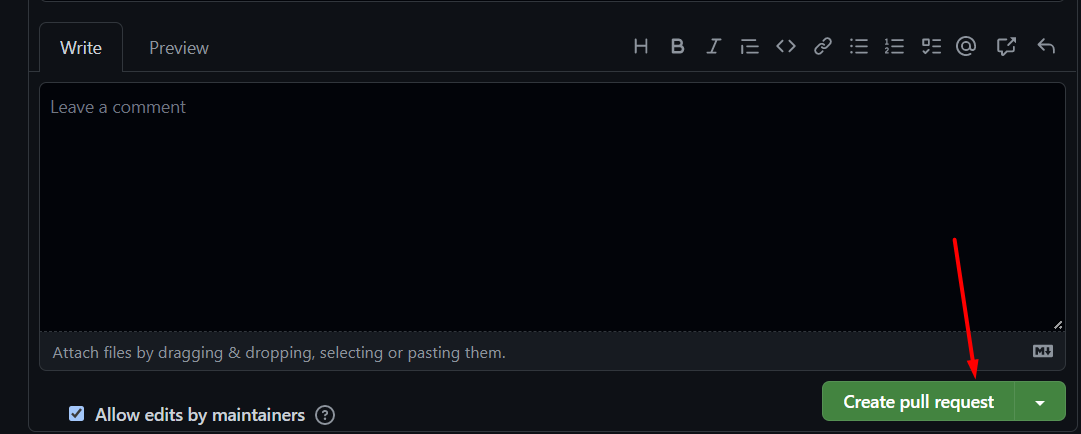 Write Preview H B I
Leave a comment
Attach files by dragging & dropping, selecting or pasting them.
Allow edits by maintainers ? Create pull request